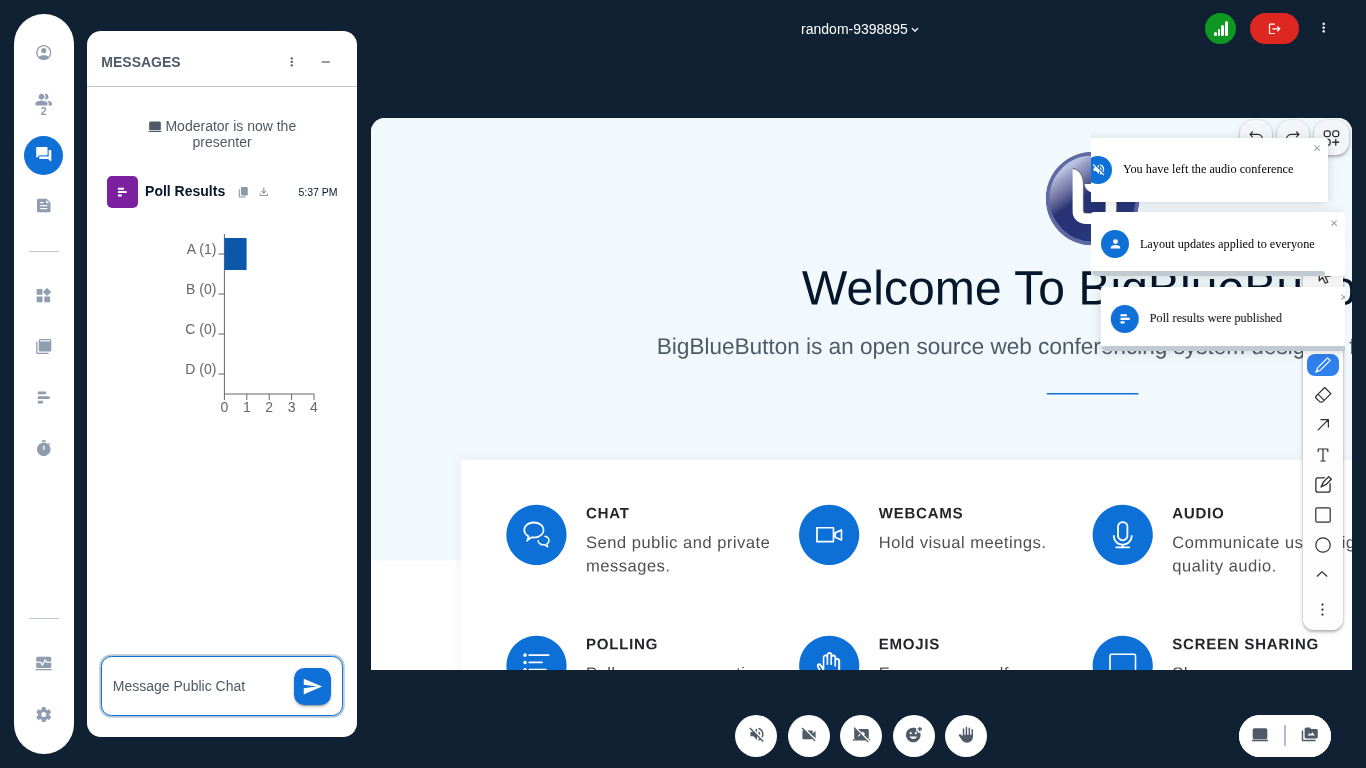 random-9398895
MESSAGES
2
Moderator is now the
presenter
Poll Results
5:37 PM
A (1)
B (0)
C (0)
D (0)
0 1 2 3 4
Message Public Chat
You have left the audio conference
Layout updates applied to everyone
Poll results were published
Welcome To
BigBlueButton is an open source web
CHAT
Send public and private
messages.
WEBCAMS
Hold visual meetings.
AUDIO
Communicate
quality audio.
POLLING
EMOJIS
SCREEN SHARING